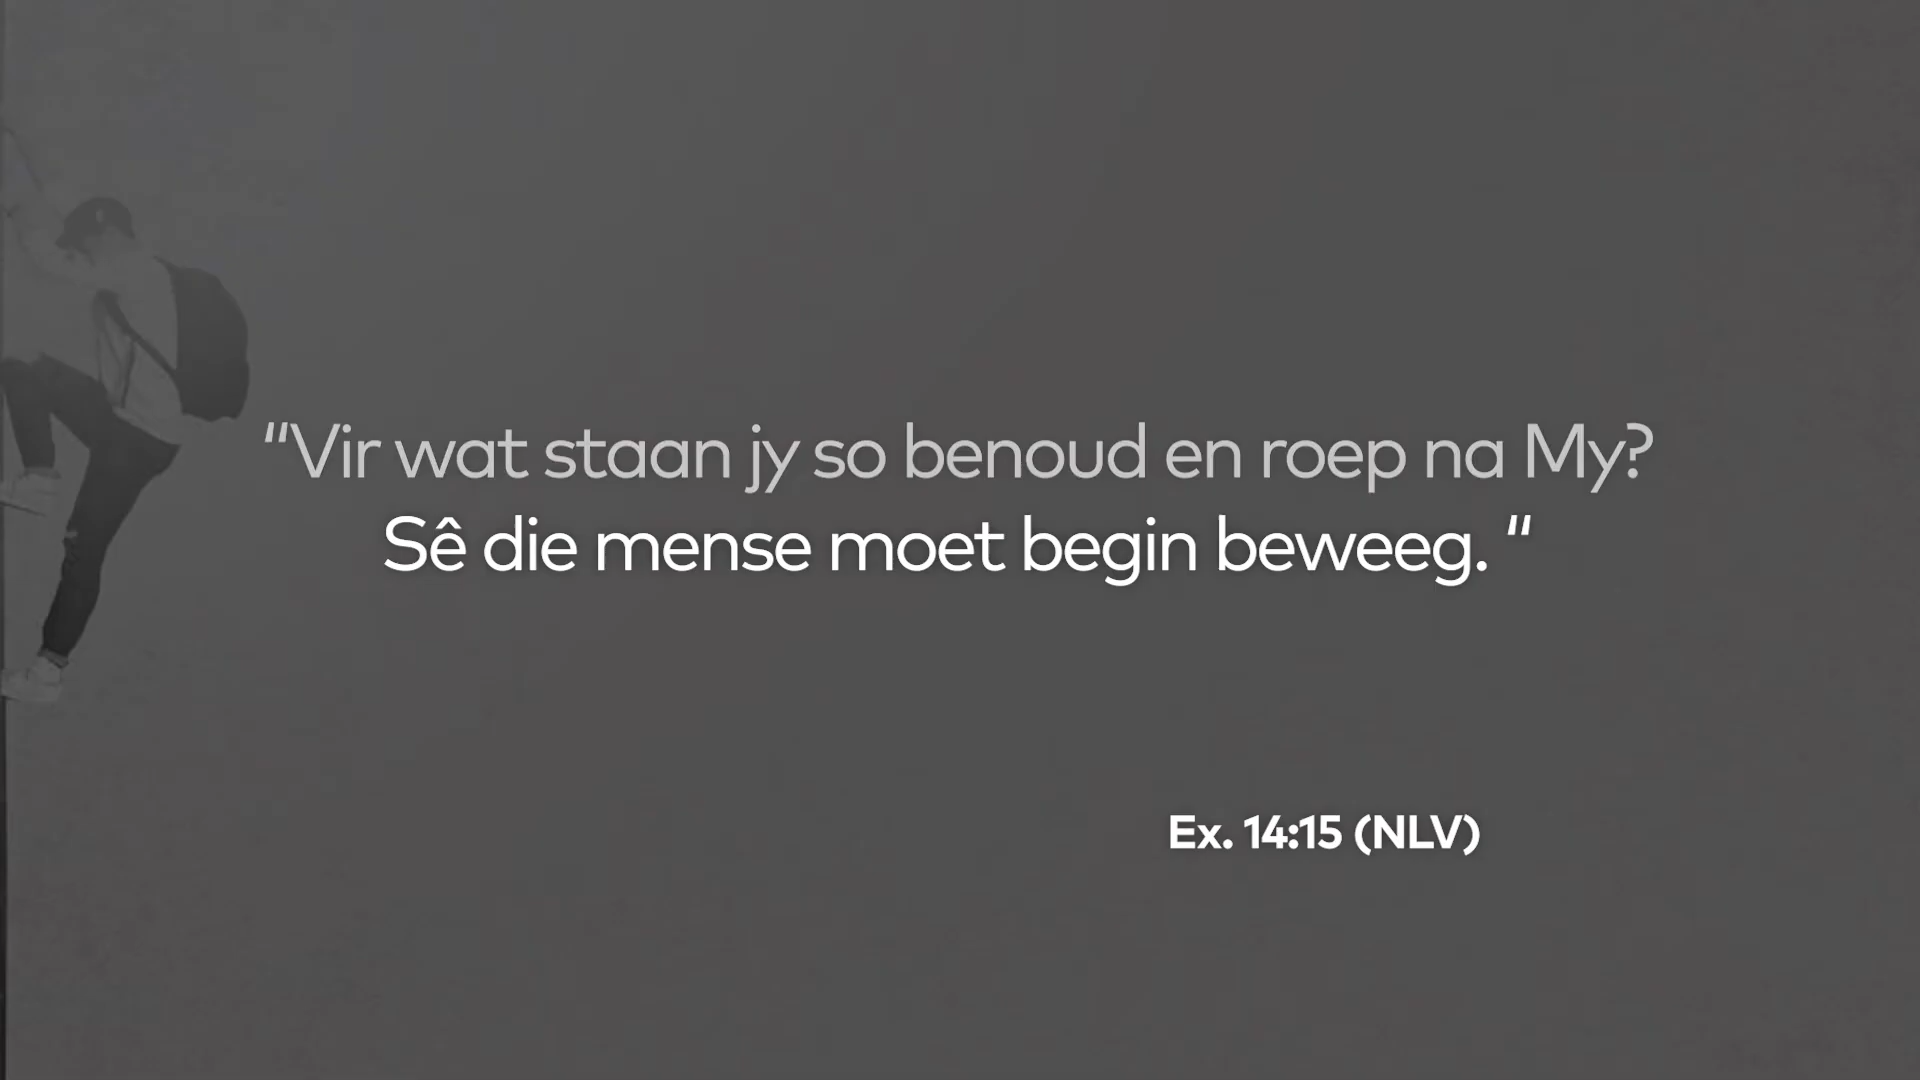 "Vir wat staan jy so benoud en roep na My?
Sê die mense moet begin beweeg. "
Ex. 14:15 (NLV)